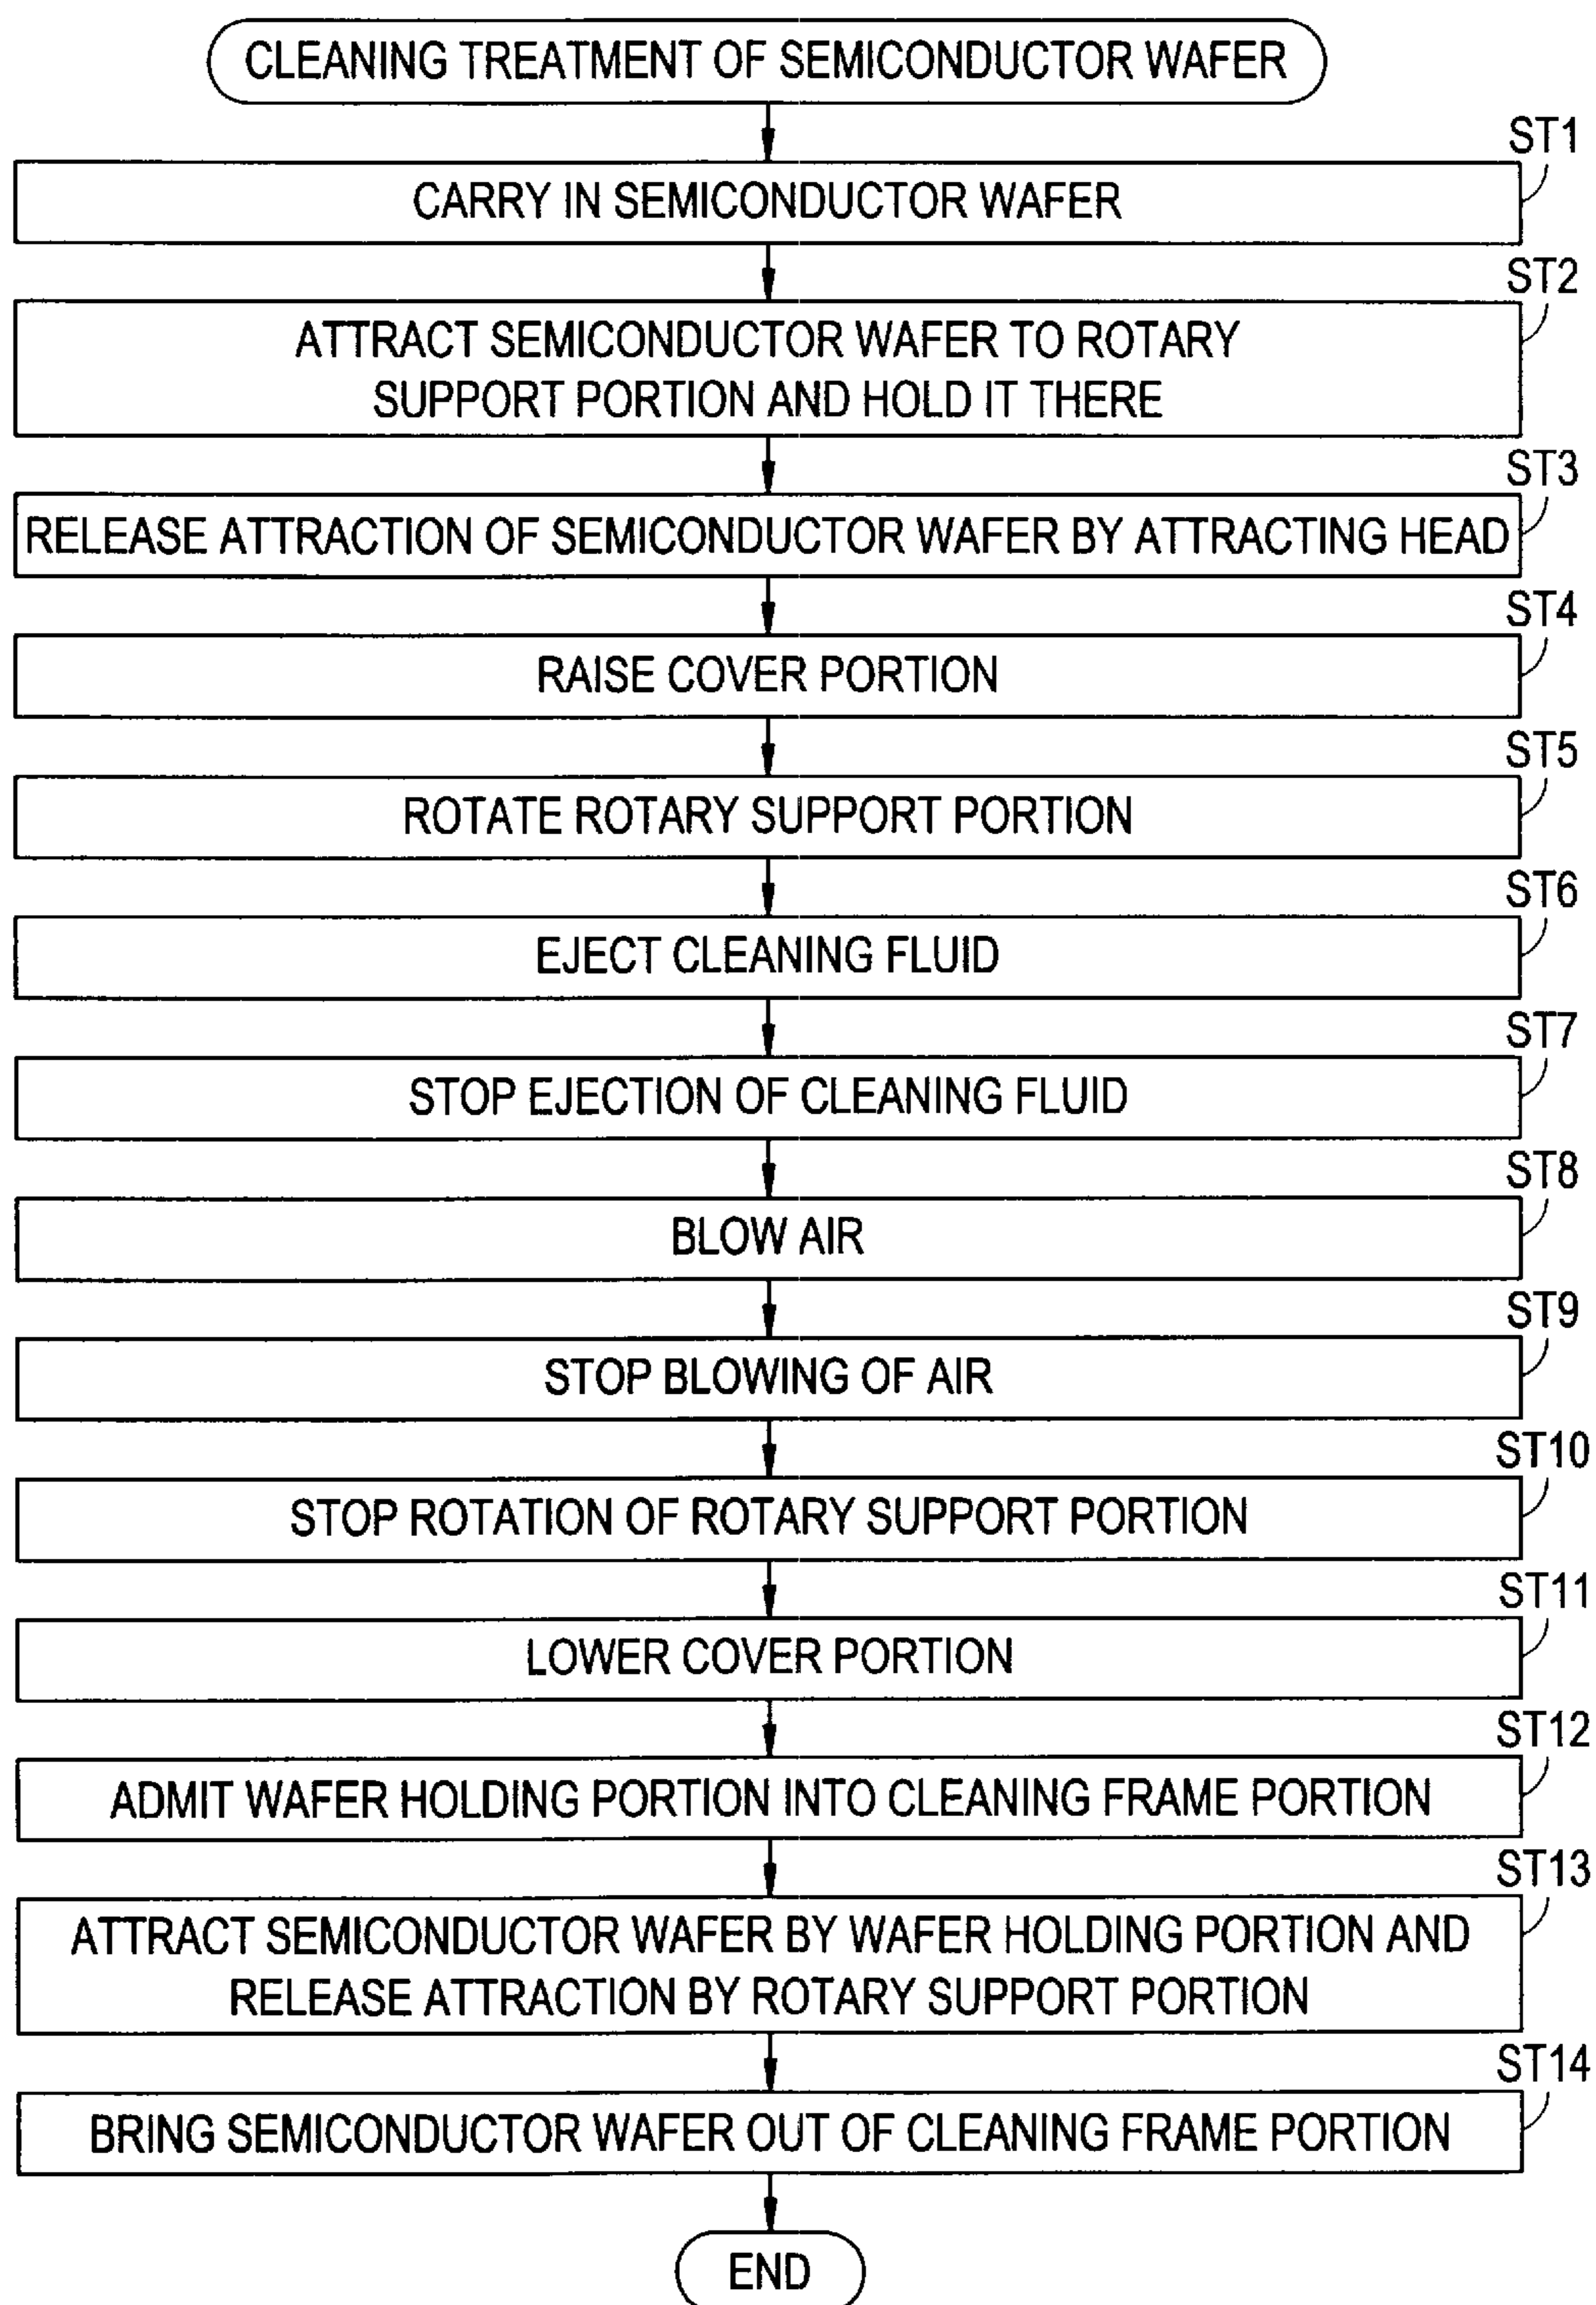 CLEANING TREATMENT OF SEMICONDUCTOR WAFER
ST1
CARRY IN SEMICONDUCTOR WAFER
ST2
ATTRACT SEMICONDUCTOR WAFER TO ROTARY
SUPPORT PORTION AND HOLD IT THERE
ST3
RELEASE ATTRACTION OF SEMICONDUCTOR WAFER BY ATTRACTING HEAD
ST4
RAISE COVER PORTION
ST5
ROTATE ROTARY SUPPORT PORTION
ST6
EJECT CLEANING FLUID
ST7
STOP EJECTION OF CLEANING FLUID
ST8
BLOW AIR
ST9
STOP BLOWING OF AIR
ST10
STOP ROTATION OF ROTARY SUPPORT PORTION
ST11
LOWER COVER PORTION
ST12
ADMIT WAFER HOLDING PORTION INTO CLEANING FRAME PORTION
ST13
ATTRACT SEMICONDUCTOR WAFER BY WAFER HOLDING PORTION AND
RELEASE ATTRACTION BY ROTARY SUPPORT PORTION
ST14
BRING SEMICONDUCTOR WAFER OUT OF CLEANING FRAME PORTION
END